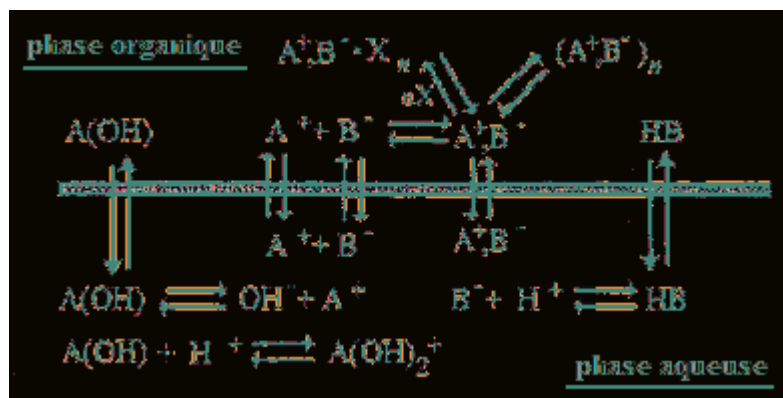 phase organique
A⁺,B⁻·Xₙ (A⁺,B⁻)ₙ
nX
A(OH) A⁺ + B⁻ ⇌ A⁺,B⁻ HB
A⁺ + B⁻ A⁺,B⁻
A(OH) ⇌ OH⁻ + A⁺ B⁻ + H⁺ ⇌ HB
A(OH) + H⁺ ⇌ A(OH)₂⁺
phase aqueuse